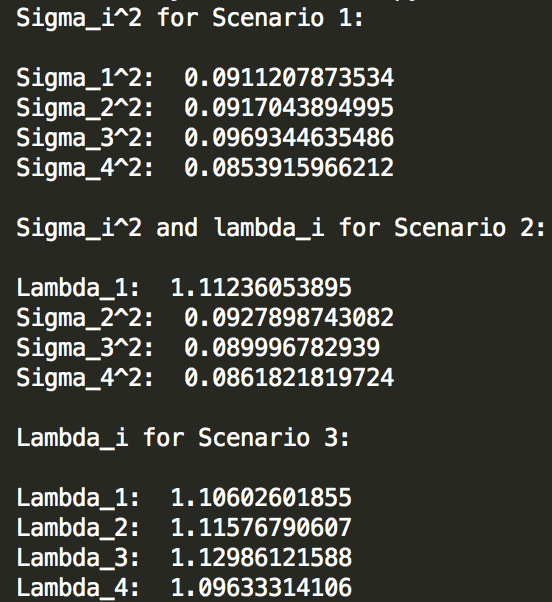 Sigma_i^2 for Scenario 1:
Sigma_1^2:  0.0911207873534
Sigma_2^2:  0.0917043894995
Sigma_3^2:  0.0969344635486
Sigma_4^2:  0.0853915966212
Sigma_i^2 and lambda_i for Scenario 2:
Lambda_1:  1.11236053895
Sigma_2^2:  0.0927898743082
Sigma_3^2:  0.089996782939
Sigma_4^2:  0.0861821819724
Lambda_i for Scenario 3:
Lambda_1:  1.10602601855
Lambda_2:  1.11576790607
Lambda_3:  1.12986121588
Lambda_4:  1.09633314106